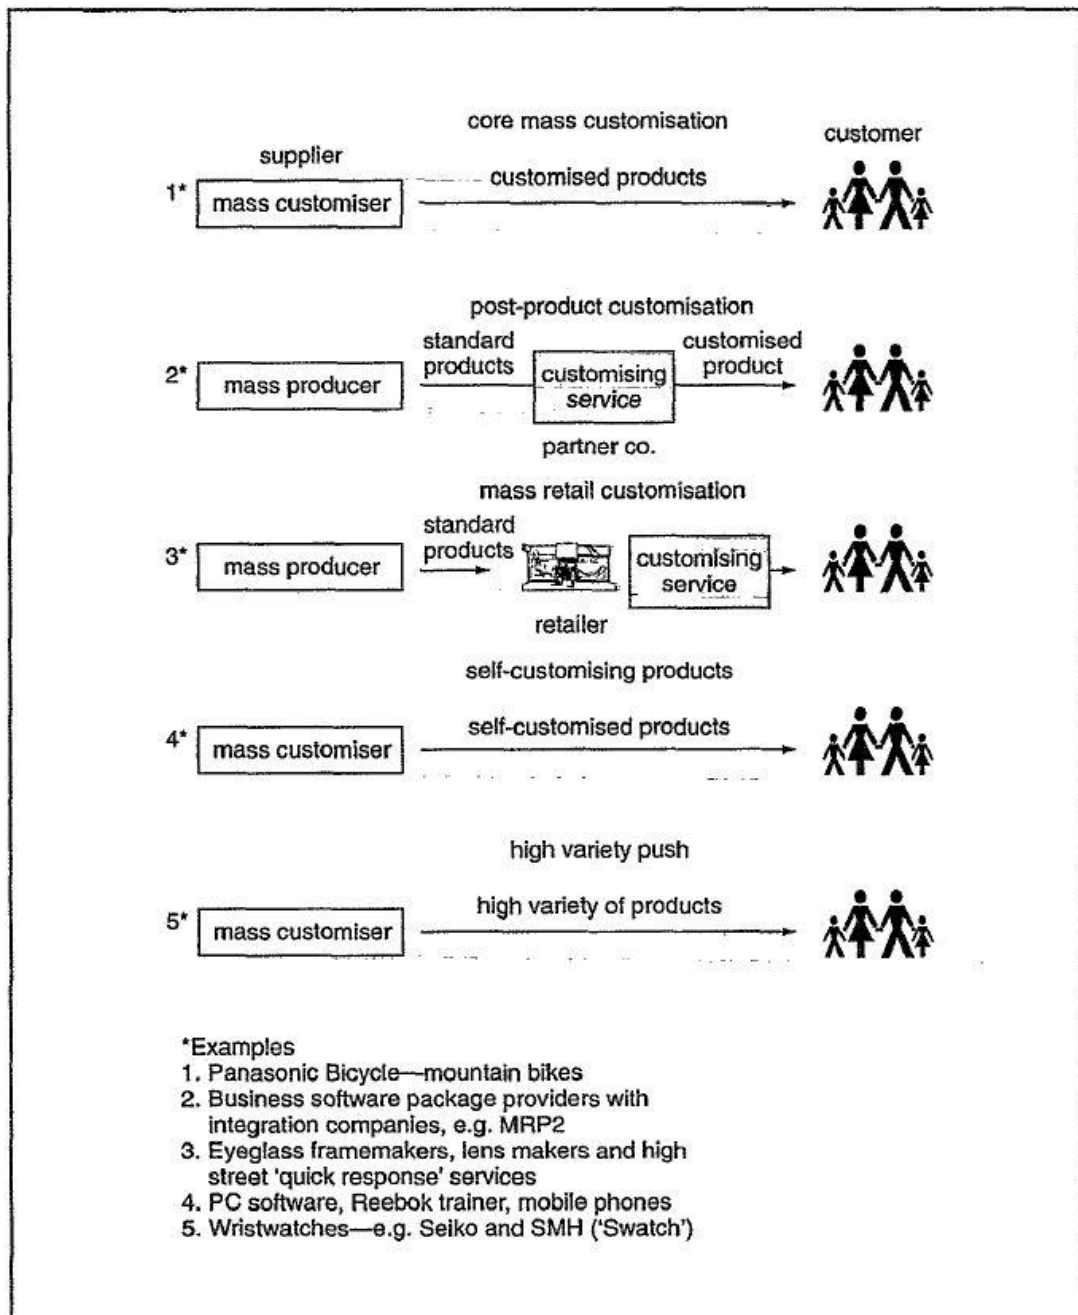 core mass customisation
customer
supplier
1* mass customiser
customised products
post-product customisation
standard
products
customised
product
2* mass producer
customising
service
partner co.
mass retail customisation
standard
products
3* mass producer
customising
service
retailer
self-customising products
4* mass customiser
self-customised products
high variety push
5* mass customiser
high variety of products
*Examples
1. Panasonic Bicycle—mountain bikes
2. Business software package providers with
integration companies, e.g. MRP2
3. Eyeglass framemakers, lens makers and high
street 'quick response' services
4. PC software, Reebok trainer, mobile phones
5. Wristwatches—e.g. Seiko and SMH ('Swatch')